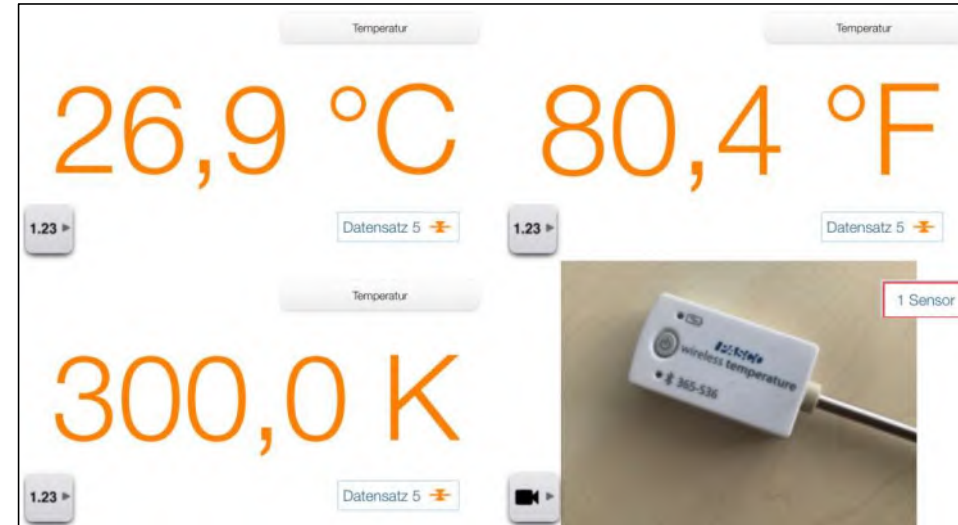 Temperatur
26,9 °C
1.23
Datensatz 5
Temperatur
80,4 °F
1.23
Datensatz 5
Temperatur
300,0 K
1.23
Datensatz 5
1 Sensor
PASCO
wireless temperature
365-536